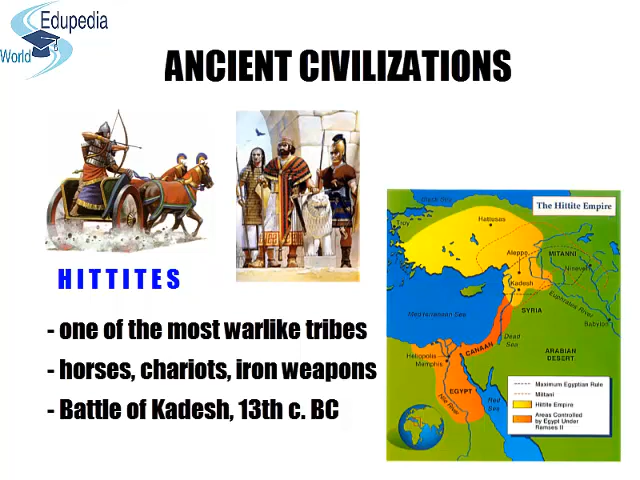 Edupedia
World
ANCIENT CIVILIZATIONS
HITTITES
- one of the most warlike tribes
- horses, chariots, iron weapons
- Battle of Kadesh, 13th c. BC
The Hittite Empire
Black Sea
Troy
Hattusas
Aleppo
MITANNI
Nineveh
Kadesh
Euphrates River
SYRIA
Mediterranean Sea
Babylon
Dead
Sea
CANAAN
Heliopolis
Memphis
ARABIAN
DESERT
EGYPT
Nile River
Red
Sea
Maximum Egyptian Rule
Mittani
Hittite Empire
Areas Controlled
by Egypt Under
Ramses II